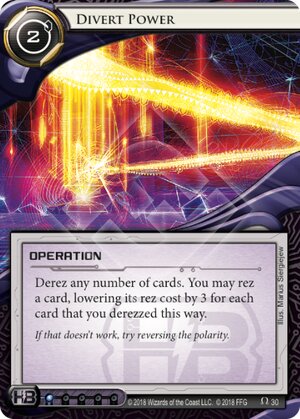 Divert Power
2
OPERATION
Derez any number of cards. You may rez
a card, lowering its rez cost by 3 for each
card that you derezzed this way.
If that doesn't work, try reversing the polarity.
Illus. Marius Siergiejew
HB
© 2018 Wizards of the Coast LLC. © 2018 FFG
30